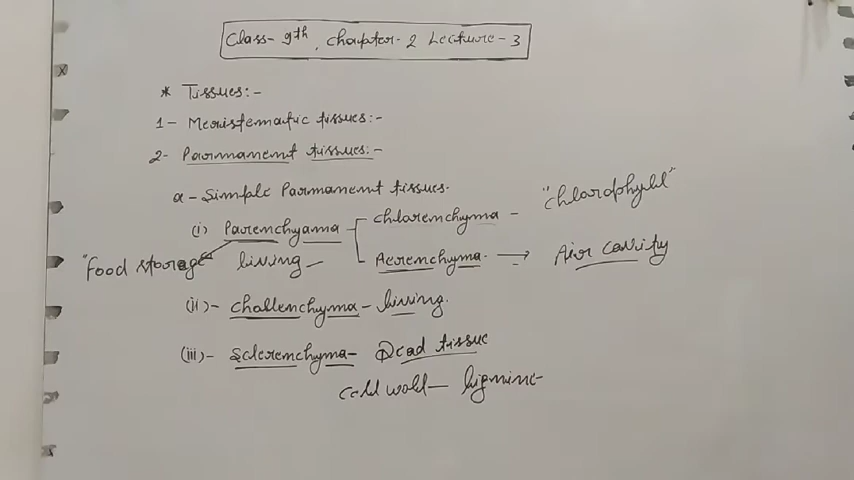 Class- 9th, Chapter-2 Lecture-3
* Tissues:-
1- Meristematic tissues:-
2- Parmanent tissues:-
a- Simple Parmanent tissues.
(i) Parenchyama - chlorenchyma - "chlorophyll"
"Food storage" living - Aerenchyma. → Air cavity
(ii)- Chollenchyma - living.
(iii)- Sclerenchyma- Dead tissue
cell wall - lignine